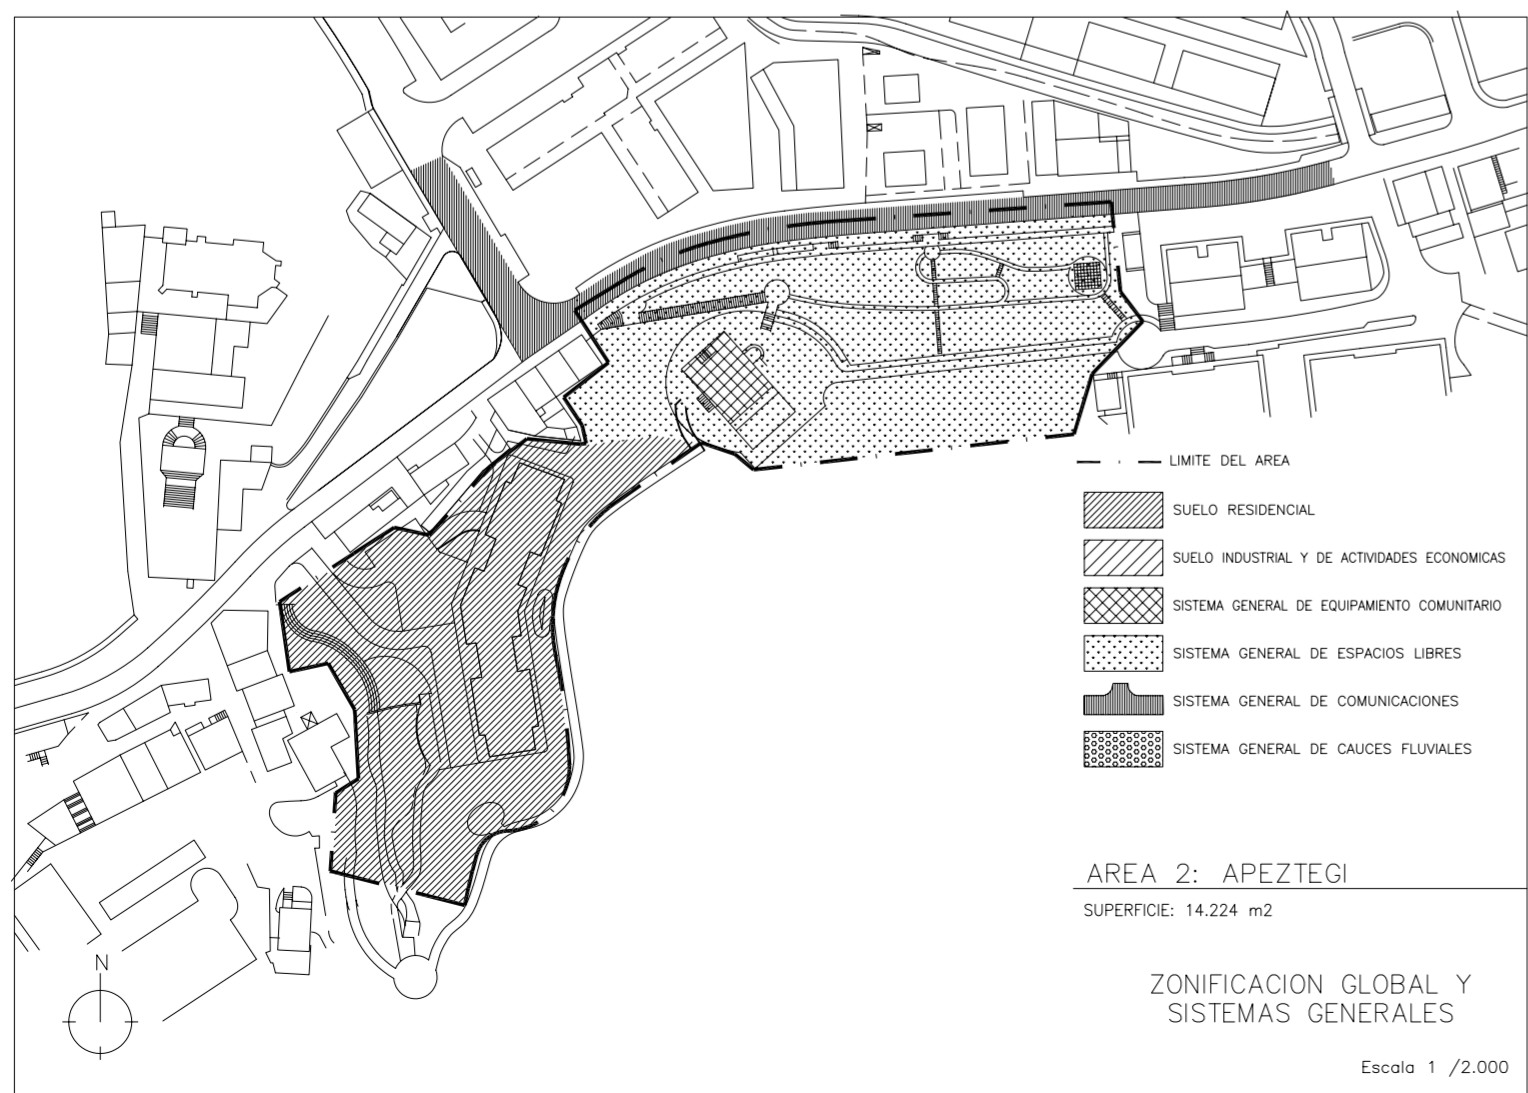 LIMITE DEL AREA
SUELO RESIDENCIAL
SUELO INDUSTRIAL Y DE ACTIVIDADES ECONOMICAS
SISTEMA GENERAL DE EQUIPAMIENTO COMUNITARIO
SISTEMA GENERAL DE ESPACIOS LIBRES
SISTEMA GENERAL DE COMUNICACIONES
SISTEMA GENERAL DE CAUCES FLUVIALES
AREA 2: APEZTEGI
SUPERFICIE: 14.224 m2
N
ZONIFICACION GLOBAL Y
SISTEMAS GENERALES
Escala 1 /2.000